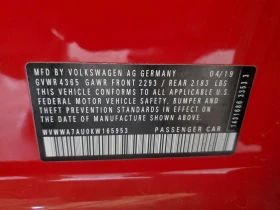 MFD BY VOLKSWAGEN AG GERMANY 04/19
GVWR 4365 GAWR FRONT 2293 / REAR 2183 LBS
THIS VEHICLE CONFORMS TO ALL APPLICABLE
FEDERAL MOTOR VEHICLE SAFETY, BUMPER AND
THEFT PREVENTION STANDARDS IN EFFECT ON THE
DATE OF MANUFACTURE SHOWN ABOVE.
WVWWA7AU0KW165953 PASSENGER CAR